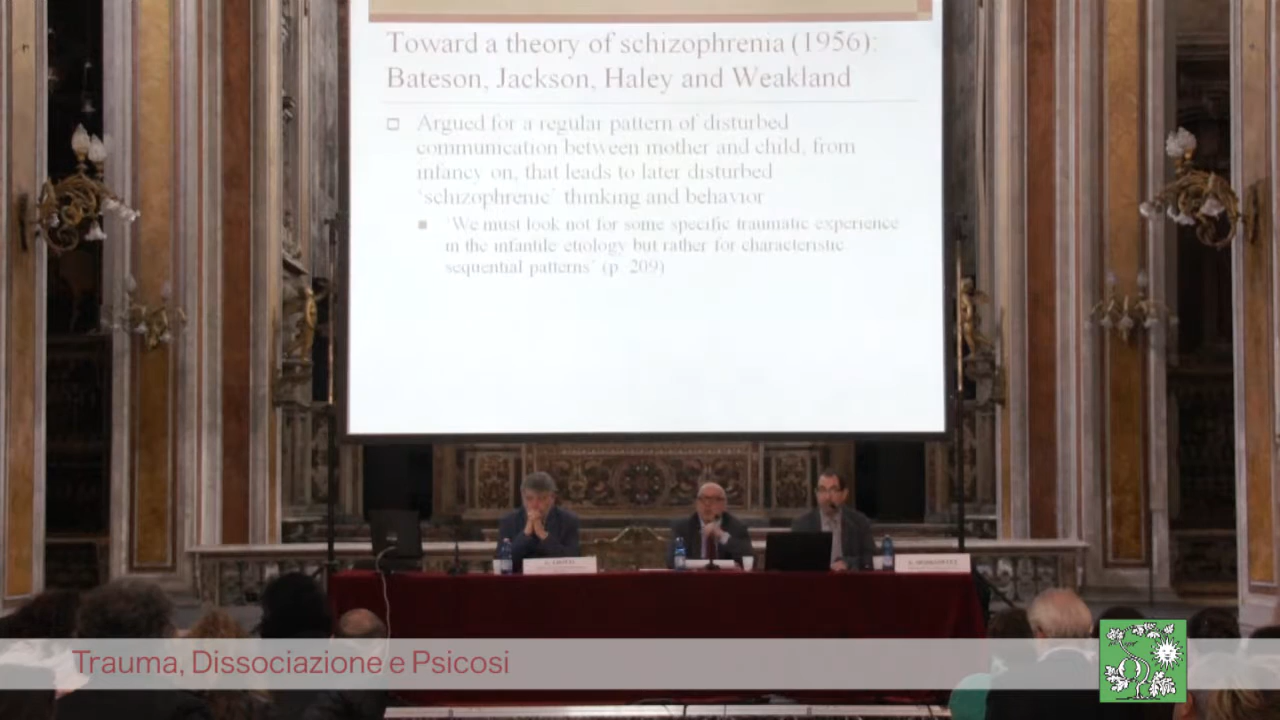 Toward a theory of schizophrenia (1956):
Bateson, Jackson, Haley and Weakland
Argued for a regular pattern of disturbed
communication between mother and child, from
infancy on, that leads to later disturbed
‘schizophrenic’ thinking and behavior
‘We must look not for some specific traumatic experience
in the infantile etiology but rather for characteristic
sequential patterns’ (p. 209)
Trauma, Dissociazione e Psicosi